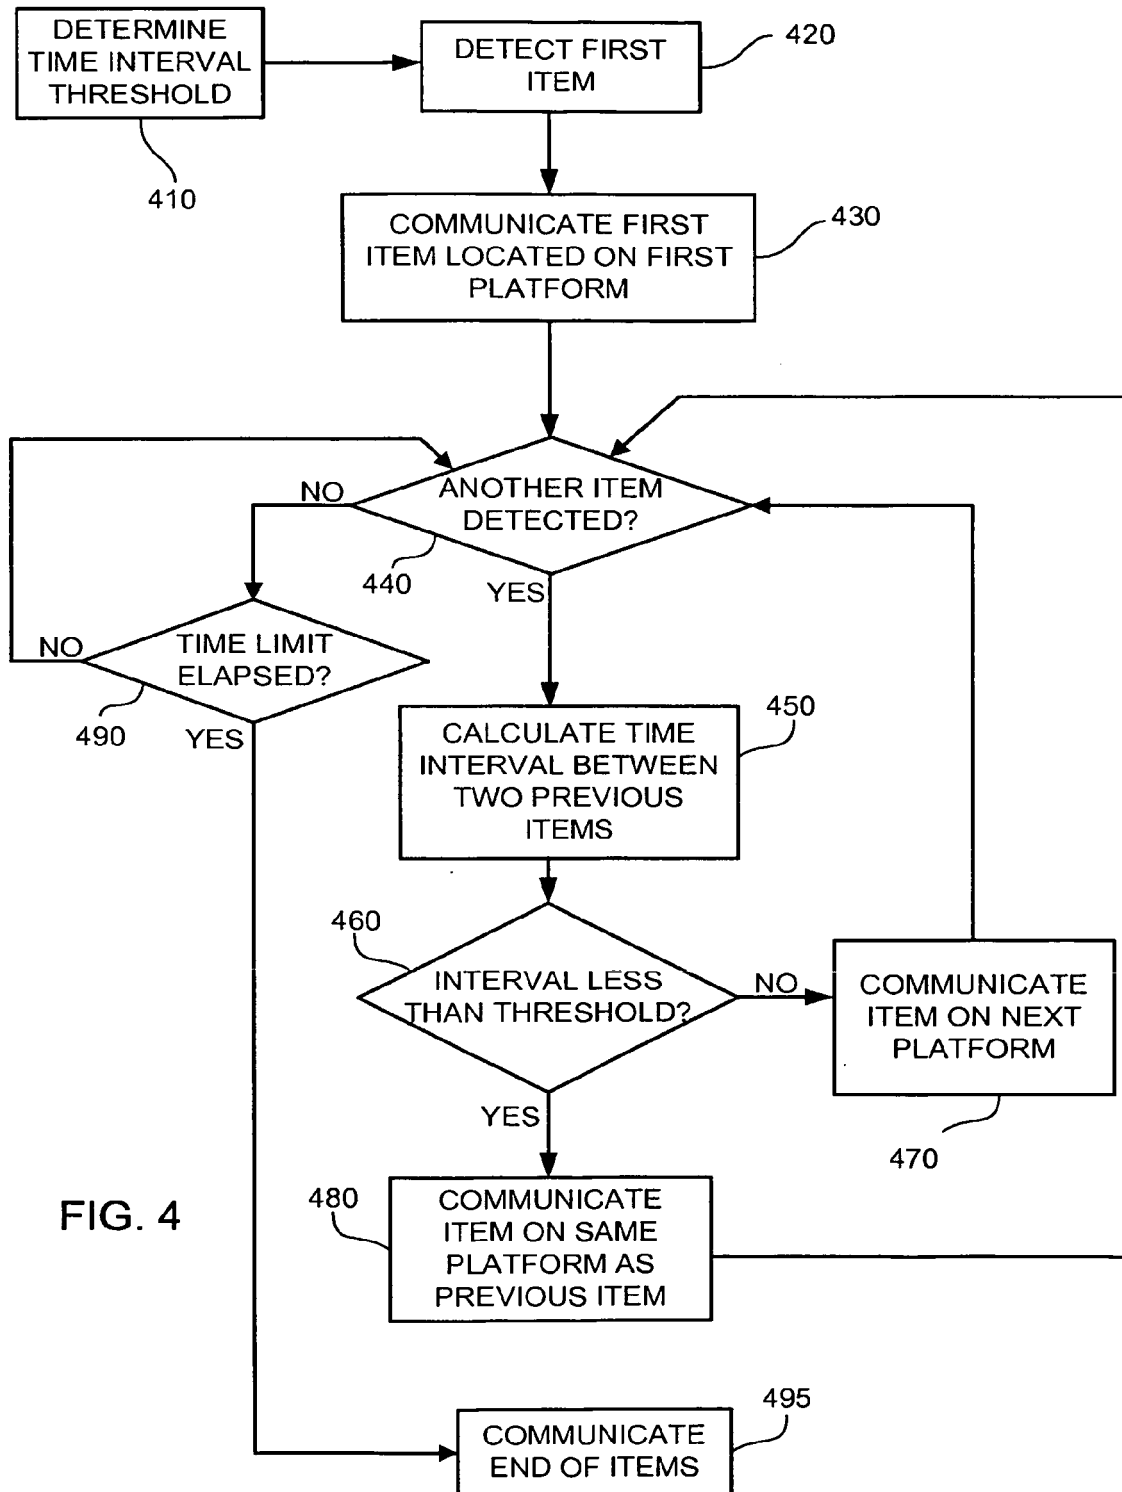 DETERMINE
TIME INTERVAL
THRESHOLD
410
DETECT FIRST
ITEM
420
COMMUNICATE FIRST
ITEM LOCATED ON FIRST
PLATFORM
430
ANOTHER ITEM
DETECTED?
NO
440
YES
TIME LIMIT
ELAPSED?
NO
490
YES
CALCULATE TIME
INTERVAL BETWEEN
TWO PREVIOUS
ITEMS
450
460
INTERVAL LESS
THAN THRESHOLD?
NO
YES
COMMUNICATE
ITEM ON NEXT
PLATFORM
470
480
COMMUNICATE
ITEM ON SAME
PLATFORM AS
PREVIOUS ITEM
FIG. 4
COMMUNICATE
END OF ITEMS
495